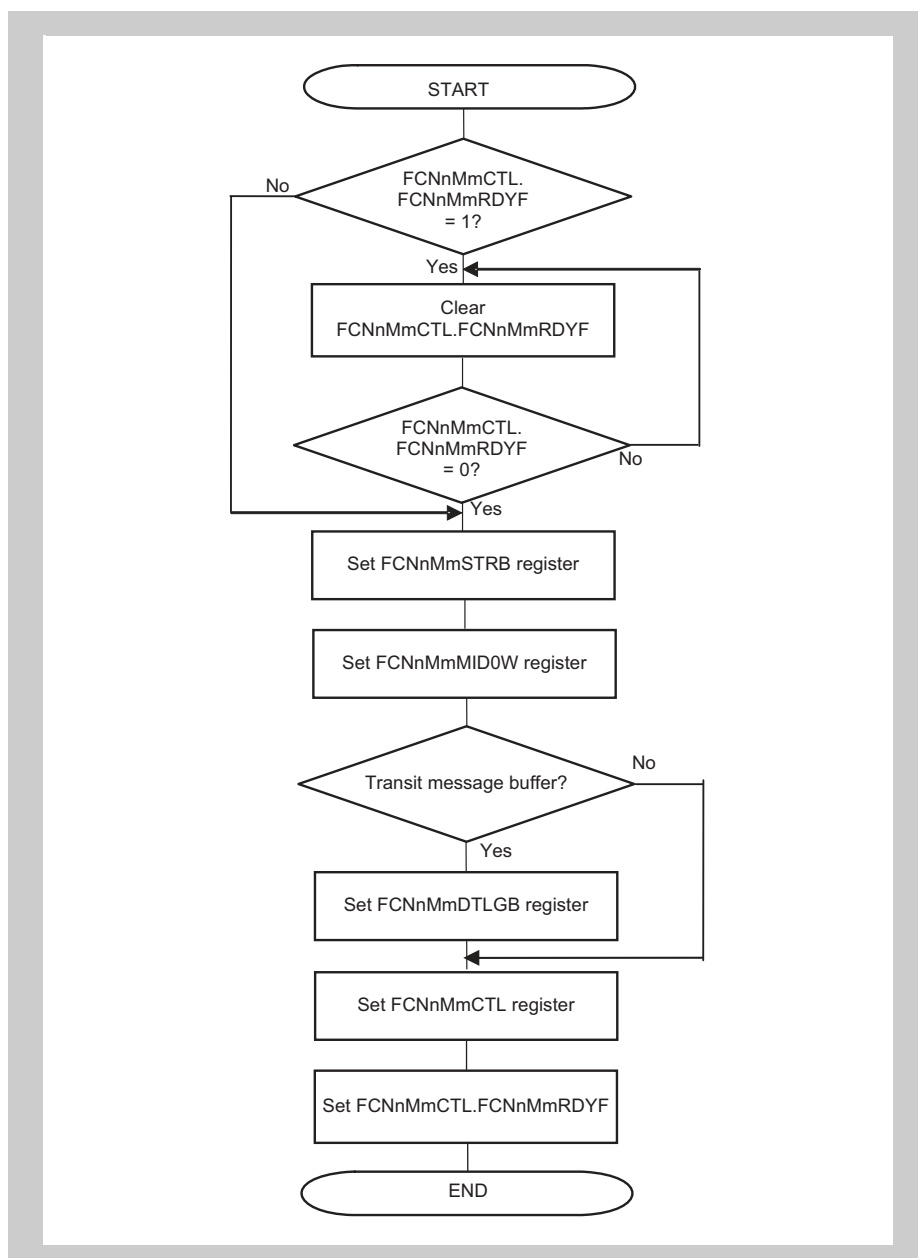 START
FCNnMmCTL.
FCNnMmRDYF
= 1?
No
Yes
Clear
FCNnMmCTL.FCNnMmRDYF
FCNnMmCTL.
FCNnMmRDYF
= 0?
No
Yes
Set FCNnMmSTRB register
Set FCNnMmMID0W register
Transit message buffer?
No
Yes
Set FCNnMmDTLGB register
Set FCNnMmCTL register
Set FCNnMmCTL.FCNnMmRDYF
END